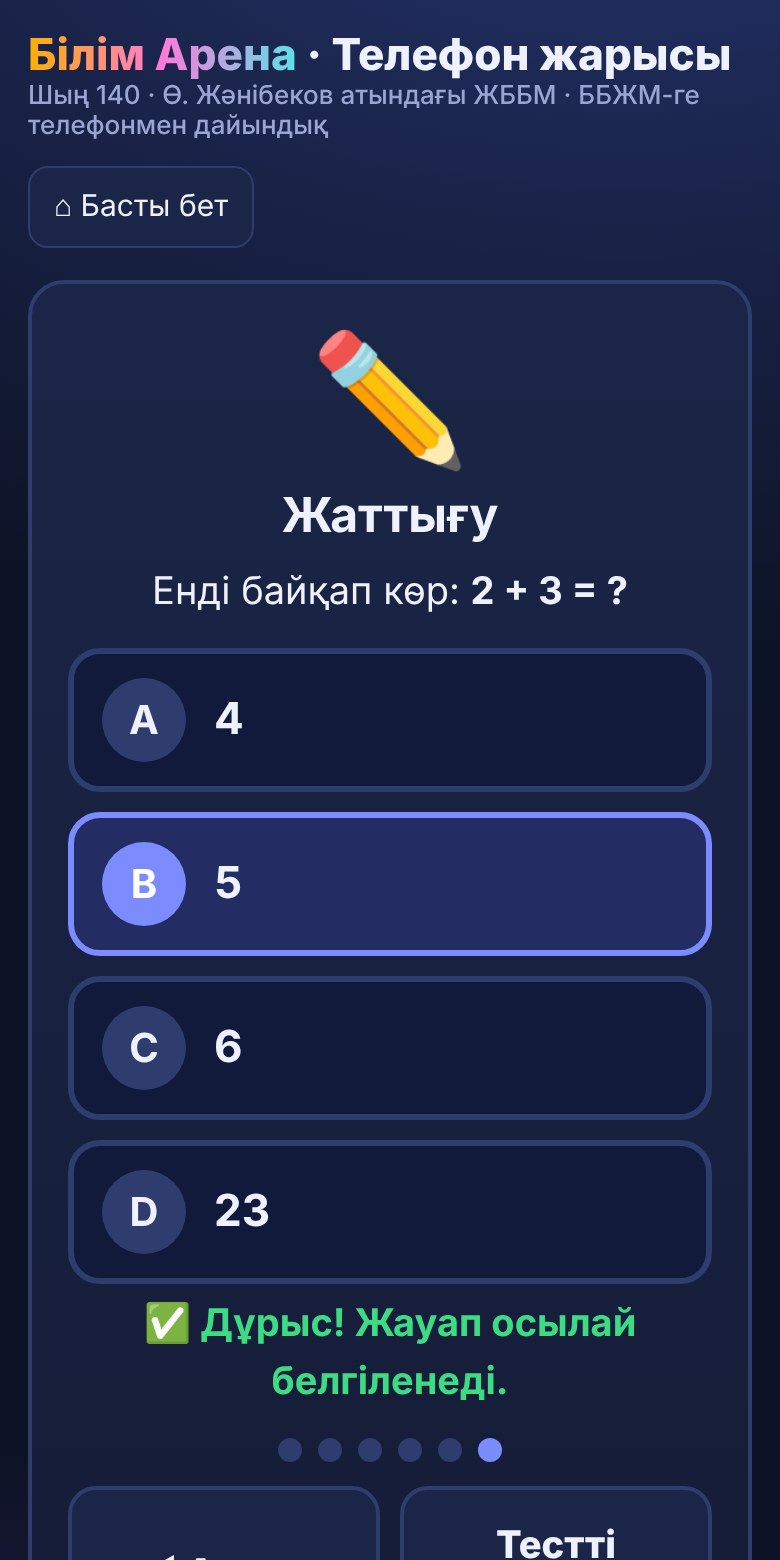 Білім Арена · Телефон жарысы
Шың 140 · Ө. Жәнібеков атындағы ЖББМ · ББЖМ-ге
телефонмен дайындық
⌂ Басты бет
Жаттығу
Енді байқап көр: 2 + 3 = ?
A 4
B 5
C 6
D 23
✅ Дұрыс! Жауап осылай
белгіленеді.
Тестті